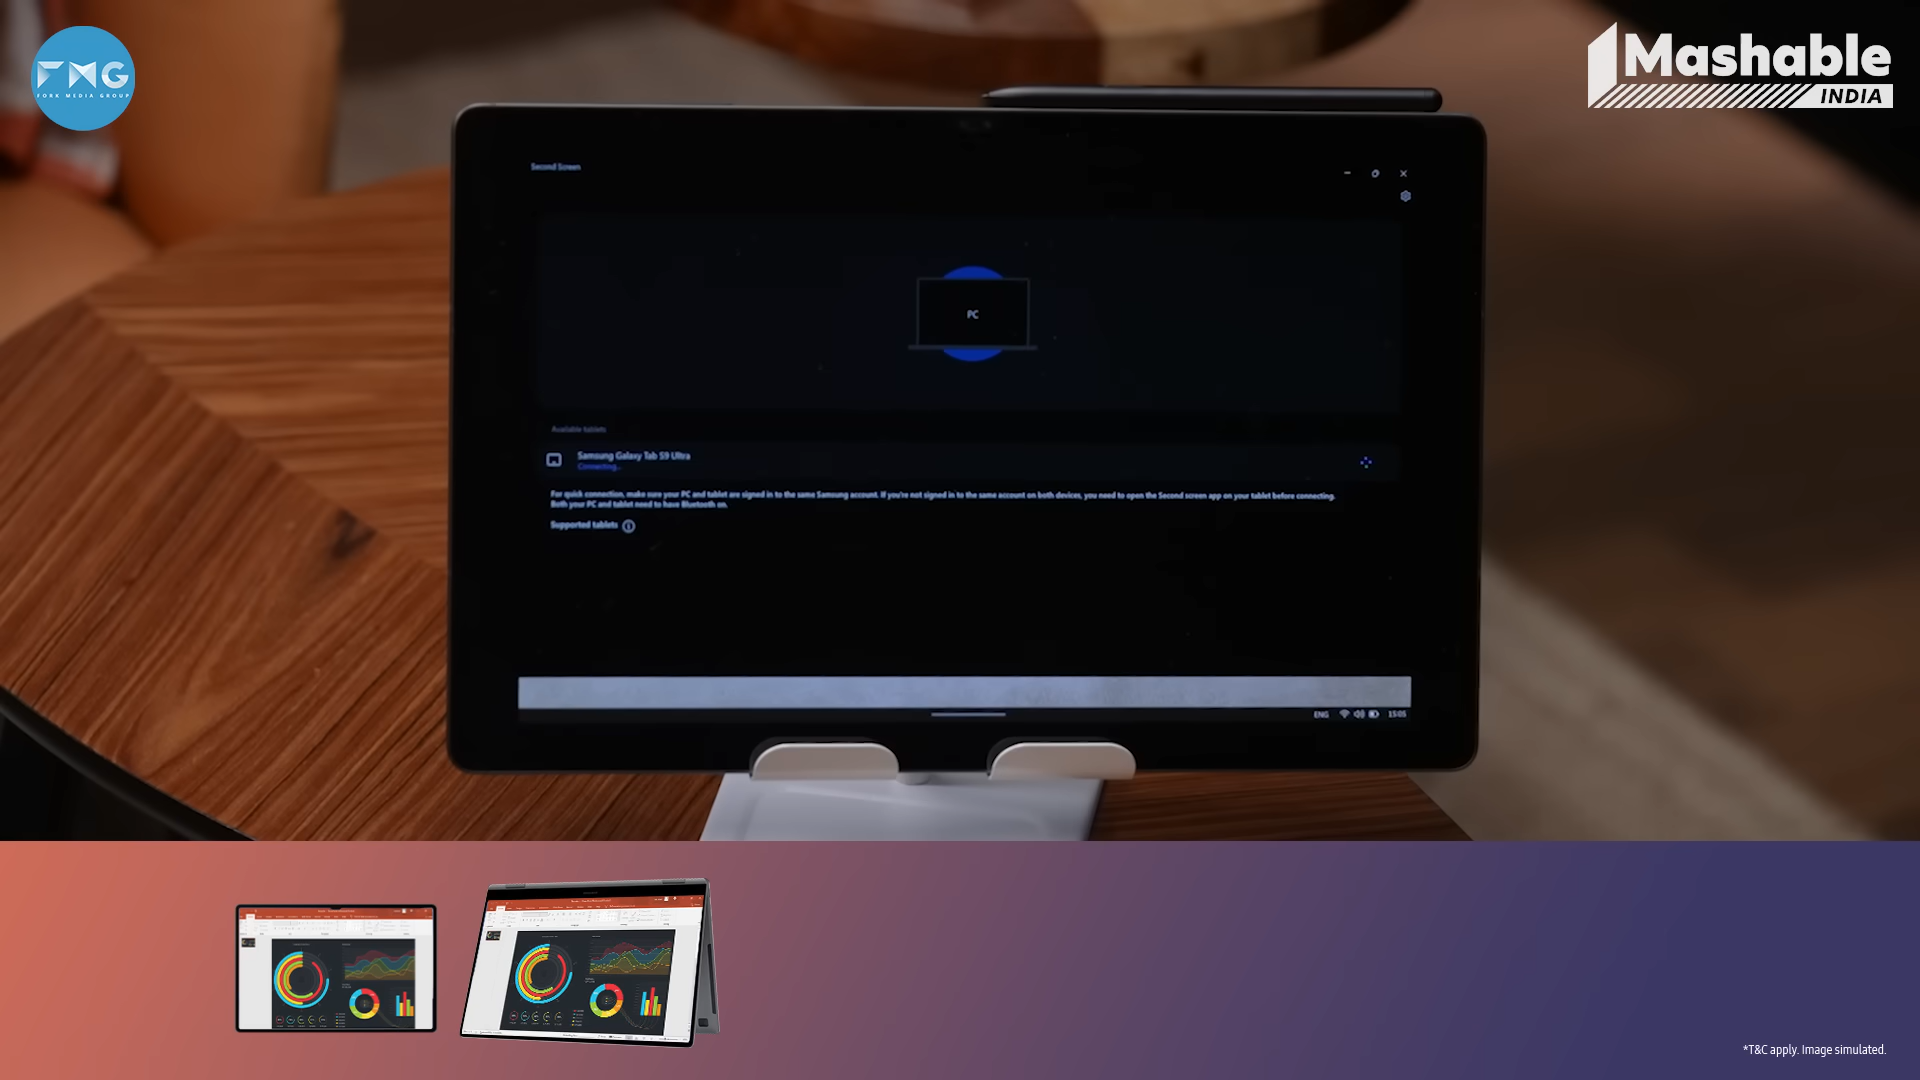 FMG
FORK MEDIA GROUP
Mashable
INDIA
Second Screen
PC
Available tablets
Samsung Galaxy Tab S9 Ultra
Connecting...
For quick connection, make sure your PC and tablet are signed in to the same Samsung account. If you're not signed in to the same account on both devices, you need to open the Second screen app on your tablet before connecting.
Both your PC and tablet need to have Bluetooth on.
Supported tablets
ENG
15:05
*T&C apply. Image simulated.